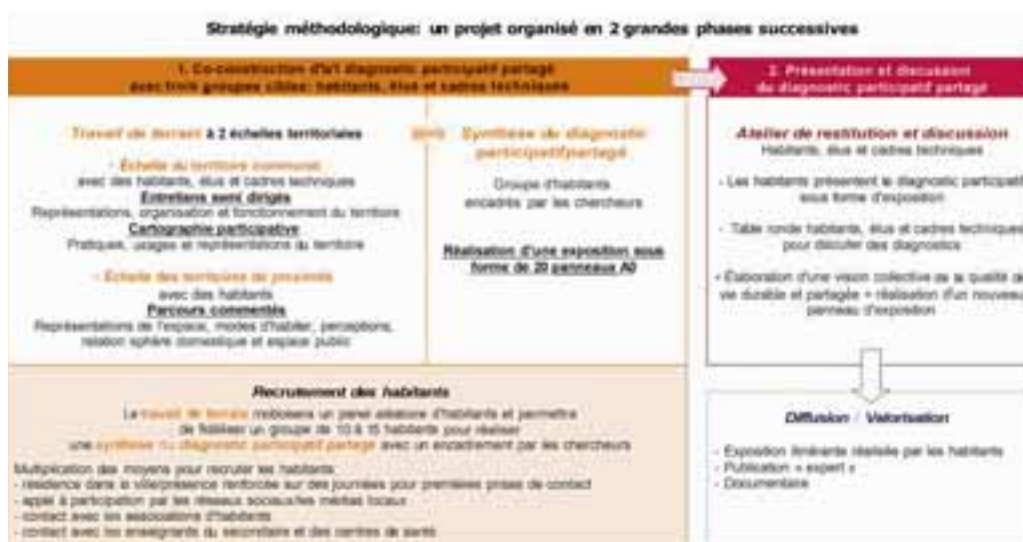 Stratégie méthodologique: un projet organisé en 2 grandes phases successives
1. Co-construction d'un diagnostic participatif partagé
avec trois groupes cibles: habitants, élus et cadres techniques
Travail de terrain à 2 échelles territoriales
- Échelle du territoire communal
avec des habitants, élus et cadres techniques
Entretiens semi dirigés
Représentations, organisation et fonctionnement du territoire
Cartographie participative
Pratiques, usages et représentations du territoire
- Échelle des territoires de proximité
avec des habitants
Parcours commentés
Représentations de l'espace, modes d'habiter, perceptions,
relation sphère domestique et espace public
Synthèse du diagnostic
participatif partagé
Groupe d'habitants
encadrés par les chercheurs
Réalisation d'une exposition sous
forme de 20 panneaux A0
2. Présentation et discussion
du diagnostic participatif partagé
Atelier de restitution et discussion
Habitants, élus et cadres techniques
- Les habitants présentent le diagnostic participatif
sous forme d'exposition
- Table ronde habitants, élus et cadres techniques
pour discuter des diagnostics
- Élaboration d'une vision collective de la qualité de
vie durable et partagée + réalisation d'un nouveau
panneau d'exposition
Recrutement des habitants
Le travail de terrain mobilisera un panel aléatoire d'habitants et permettra
de fidéliser un groupe de 10 à 15 habitants pour réaliser
une synthèse du diagnostic participatif partagé avec un encadrement par les chercheurs
Multiplication des moyens pour recruter les habitants
- résidence dans la ville/présence renforcée sur des journées pour premières prises de contact
- appel à participation par les réseaux sociaux/les médias locaux
- contact avec les associations d'habitants
- contact avec les enseignants du secondaire et des centres de santé
Diffusion / Valorisation
- Exposition itinérante réalisée par les habitants
- Publication « expert »
- Documentaire